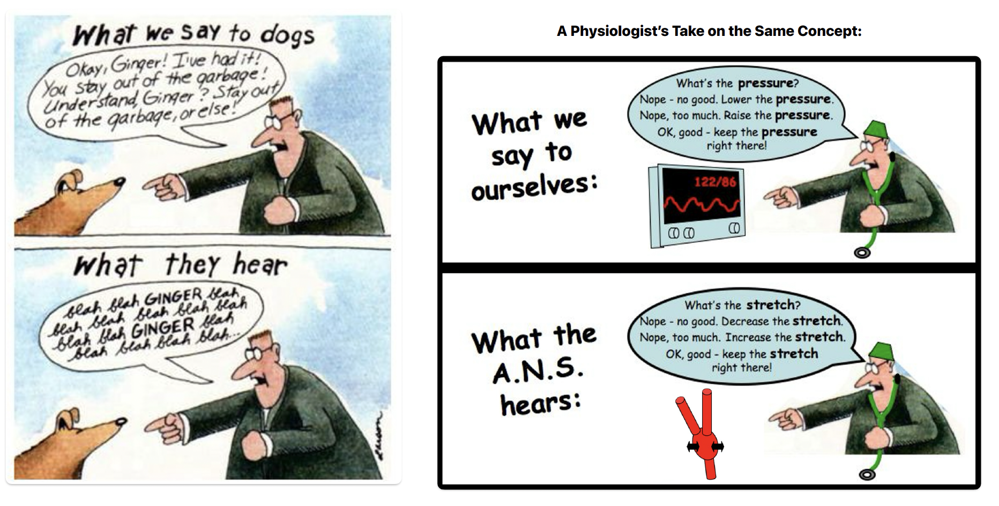 What we say to dogs
Okay, Ginger! I've had it!
You stay out of the garbage!
Understand, Ginger? Stay out
of the garbage, or else!
What they hear
blah blah GINGER blah
blah blah blah blah blah
blah blah GINGER blah
blah blah blah...
Larson
A Physiologist's Take on the Same Concept:
What we
say to
ourselves:
What's the pressure?
Nope - no good. Lower the pressure.
Nope, too much. Raise the pressure.
OK, good - keep the pressure
right there!
122/86
What the
A.N.S.
hears:
What's the stretch?
Nope - no good. Decrease the stretch.
Nope, too much. Increase the stretch.
OK, good - keep the stretch
right there!